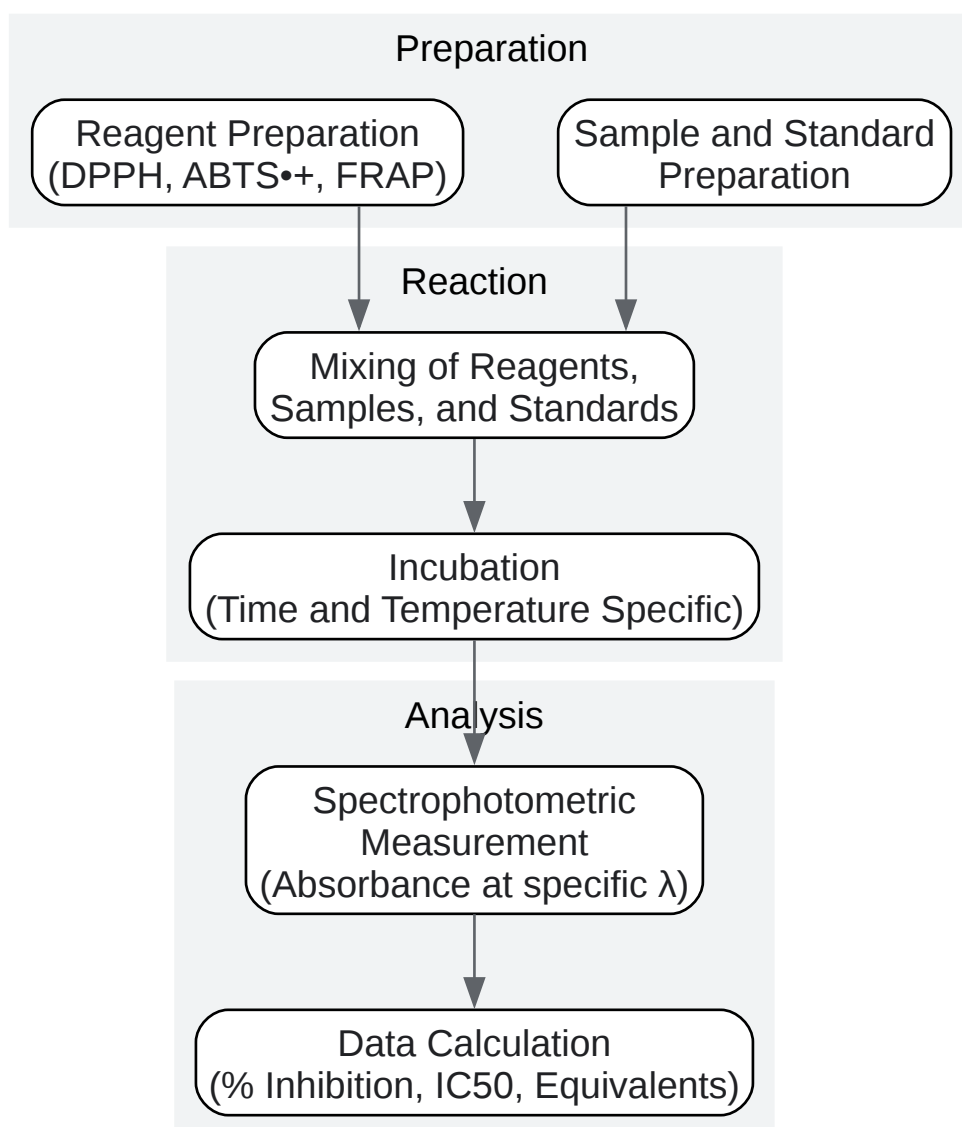 Preparation
Reagent Preparation
(DPPH, ABTS•+, FRAP)
Sample and Standard
Preparation
Reaction
Mixing of Reagents,
Samples, and Standards
Incubation
(Time and Temperature Specific)
Analysis
Spectrophotometric
Measurement
(Absorbance at specific λ)
Data Calculation
(% Inhibition, IC50, Equivalents)